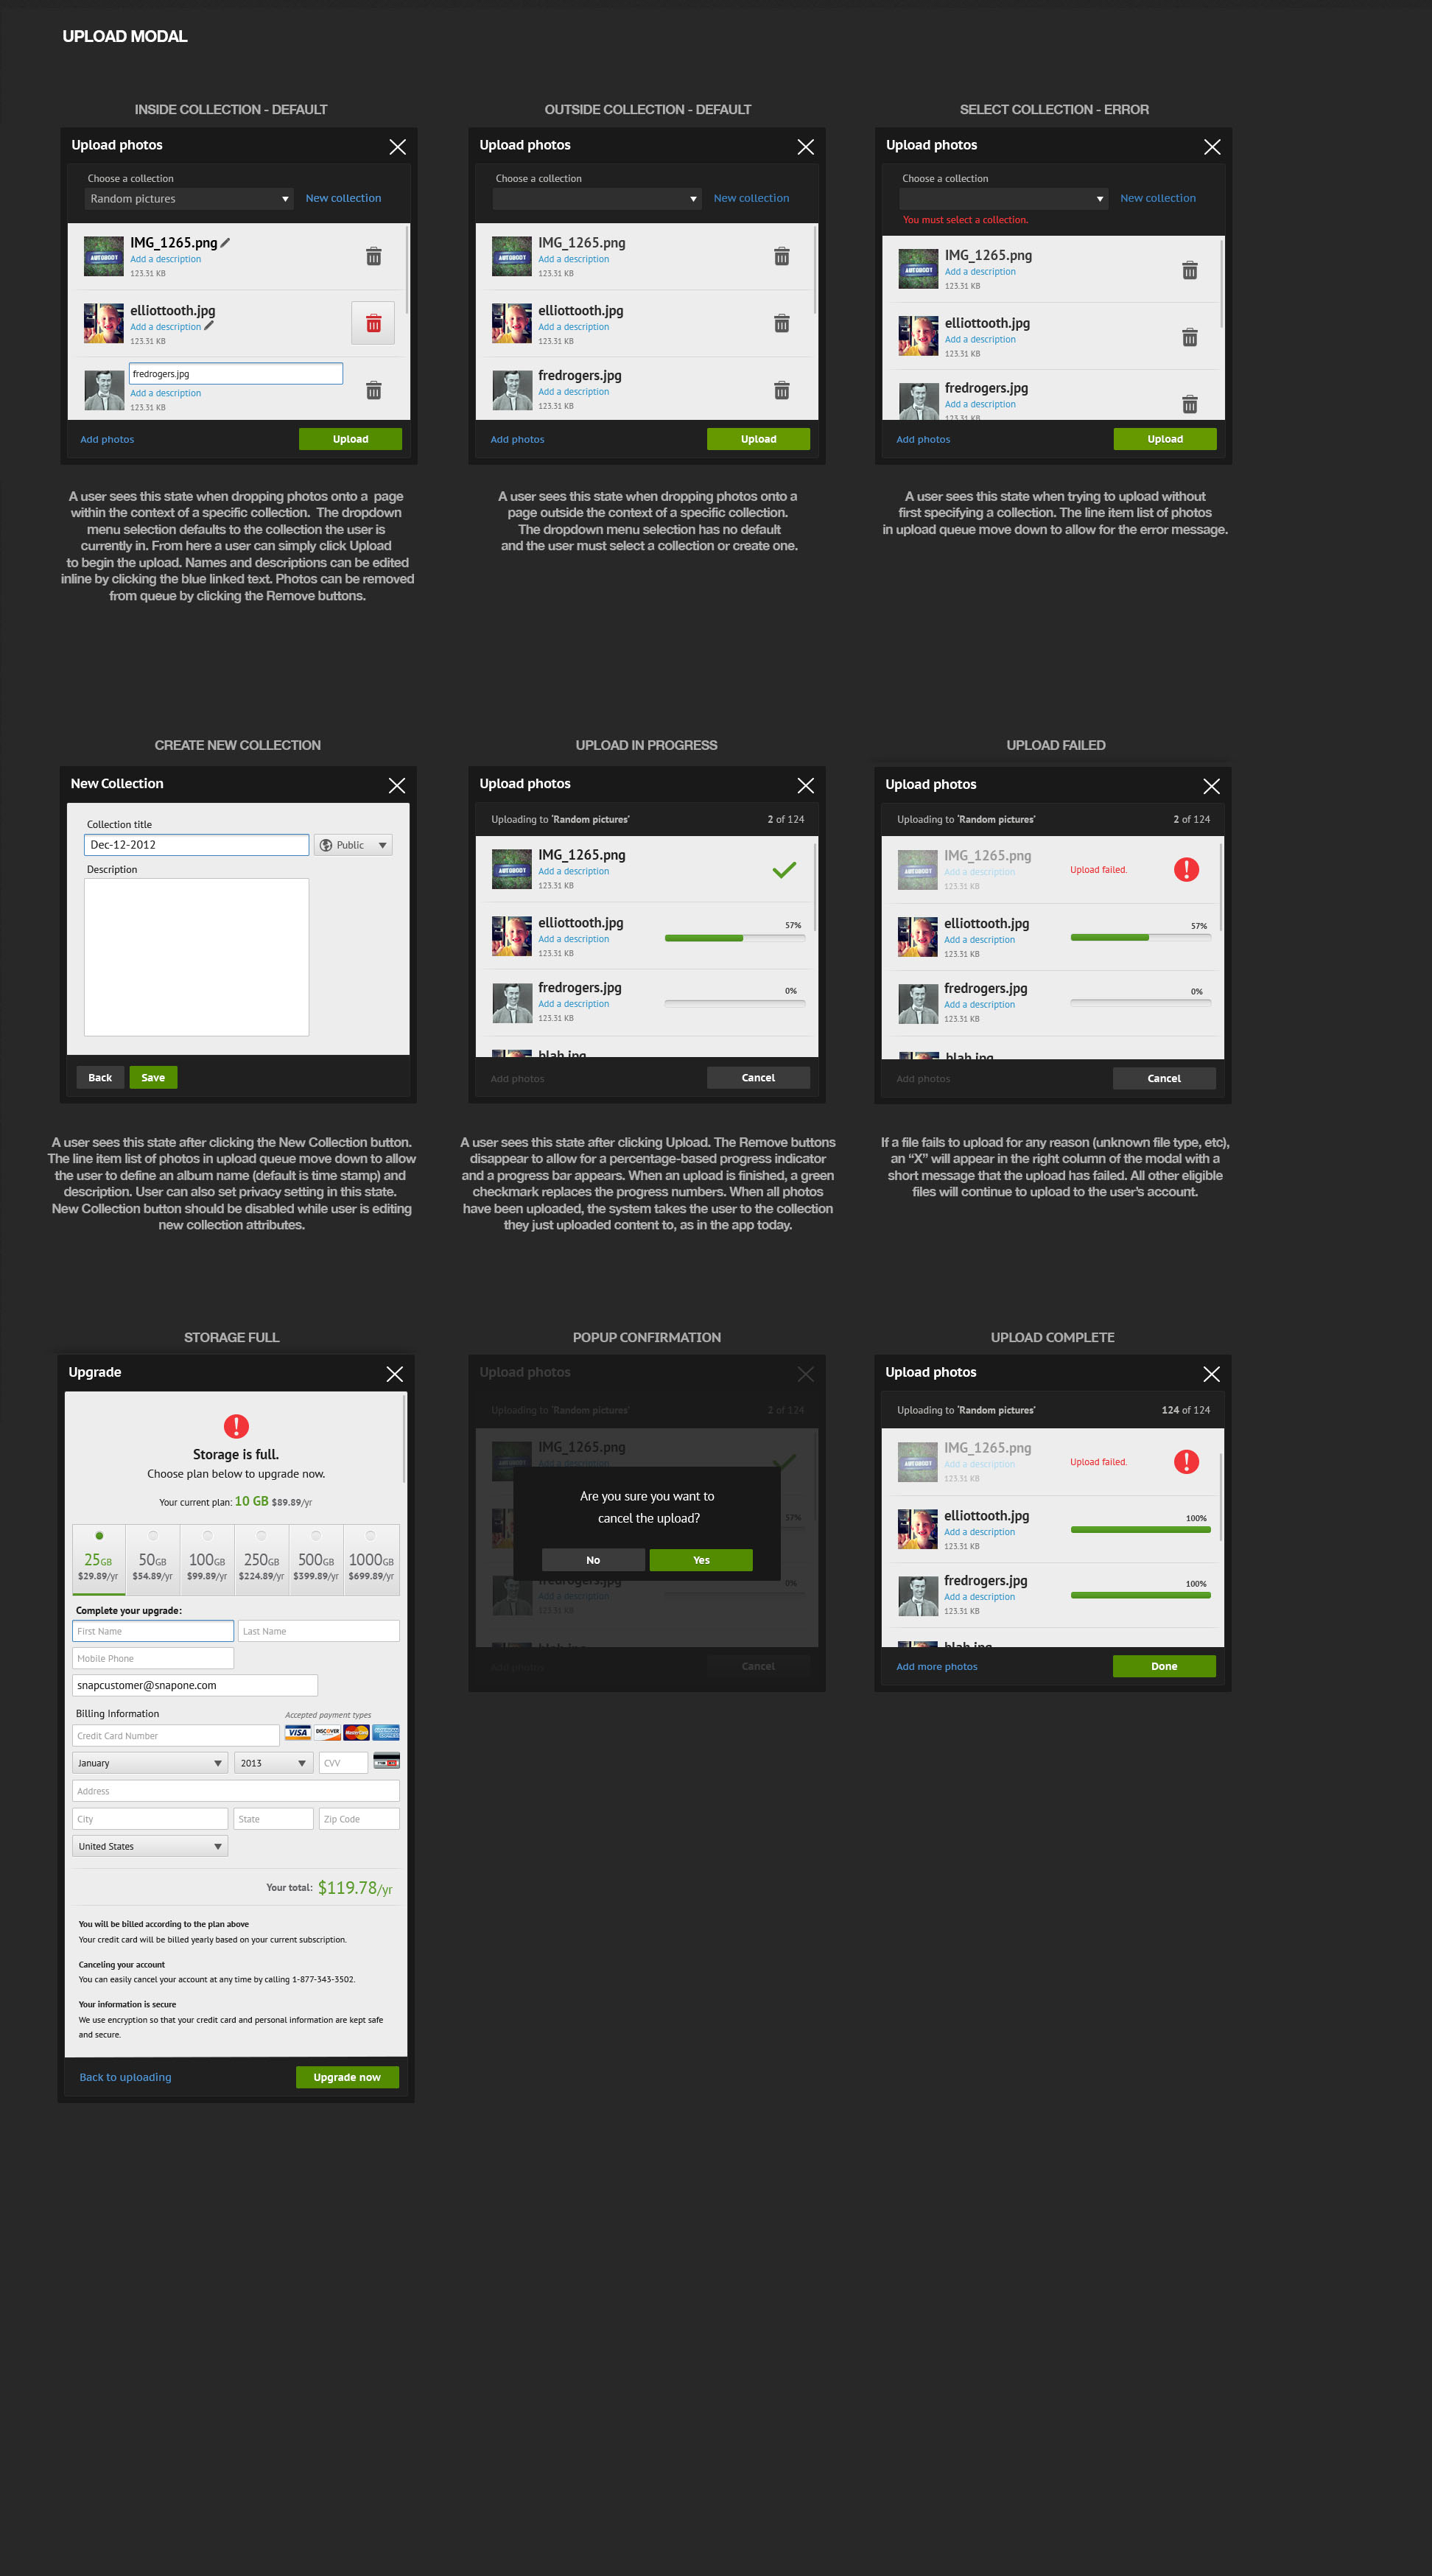 UPLOAD MODAL
INSIDE COLLECTION - DEFAULT
Upload photos
Choose a collection
Random pictures
New collection
IMG_1265.png
Add a description
123.31 KB
elliottooth.jpg
Add a description
123.31 KB
fredrogers.jpg
Add a description
123.31 KB
Add photos
Upload
A user sees this state when dropping photos onto a page
within the context of a specific collection. The dropdown
menu selection defaults to the collection the user is
currently in. From here a user can simply click Upload
to begin the upload. Names and descriptions can be edited
inline by clicking the blue linked text. Photos can be removed
from queue by clicking the Remove buttons.
OUTSIDE COLLECTION - DEFAULT
Upload photos
Choose a collection
New collection
IMG_1265.png
Add a description
123.31 KB
elliottooth.jpg
Add a description
123.31 KB
fredrogers.jpg
Add a description
123.31 KB
Add photos
Upload
A user sees this state when dropping photos onto a
page outside the context of a specific collection.
The dropdown menu selection has no default
and the user must select a collection or create one.
SELECT COLLECTION - ERROR
Upload photos
Choose a collection
New collection
You must select a collection.
IMG_1265.png
Add a description
123.31 KB
elliottooth.jpg
Add a description
123.31 KB
fredrogers.jpg
Add a description
123.31 KB
Add photos
Upload
A user sees this state when trying to upload without
first specifying a collection. The line item list of photos
in upload queue move down to allow for the error message.
CREATE NEW COLLECTION
New Collection
Collection title
Dec-12-2012
Public
Description
Back
Save
A user sees this state after clicking the New Collection button.
The line item list of photos in upload queue move down to allow
the user to define an album name (default is time stamp) and
description. User can also set privacy setting in this state.
New Collection button should be disabled while user is editing
new collection attributes.
UPLOAD IN PROGRESS
Upload photos
Uploading to 'Random pictures'
2 of 124
IMG_1265.png
Add a description
123.31 KB
elliottooth.jpg
Add a description
123.31 KB
57%
fredrogers.jpg
Add a description
123.31 KB
0%
blah.jpg
Add photos
Cancel
A user sees this state after clicking Upload. The Remove buttons
disappear to allow for a percentage-based progress indicator
and a progress bar appears. When an upload is finished, a green
checkmark replaces the progress numbers. When all photos
have been uploaded, the system takes the user to the collection
they just uploaded content to, as in the app today.
UPLOAD FAILED
Upload photos
Uploading to 'Random pictures'
2 of 124
IMG_1265.png
Add a description
123.31 KB
Upload failed.
elliottooth.jpg
Add a description
123.31 KB
57%
fredrogers.jpg
Add a description
123.31 KB
0%
blah.jpg
Add photos
Cancel
If a file fails to upload for any reason (unknown file type, etc),
an “X” will appear in the right column of the modal with a
short message that the upload has failed. All other eligible
files will continue to upload to the user's account.
STORAGE FULL
Upgrade
Storage is full.
Choose plan below to upgrade now.
Your current plan: 10 GB $89.89/yr
25GB
$29.89/yr
50GB
$54.89/yr
100GB
$99.89/yr
250GB
$224.89/yr
500GB
$399.89/yr
1000GB
$699.89/yr
Complete your upgrade:
First Name
Last Name
Mobile Phone
snapcustomer@snapone.com
Billing Information
Accepted payment types
Credit Card Number
VISA
DISCOVER
MasterCard
January
2013
CVV
Address
City
State
Zip Code
United States
Your total: $119.78/yr
You will be billed according to the plan above
Your credit card will be billed yearly based on your current subscription.
Canceling your account
You can easily cancel your account at any time by calling 1-877-343-3502.
Your information is secure
We use encryption so that your credit card and personal information are kept safe
and secure.
Back to uploading
Upgrade now
POPUP CONFIRMATION
Upload photos
Uploading to 'Random pictures'
2 of 124
IMG_1265.png
Add a description
Are you sure you want to
cancel the upload?
57%
No
Yes
fredrogers.jpg
Add a description
123.31 KB
0%
blah.jpg
Add photos
Cancel
UPLOAD COMPLETE
Upload photos
Uploading to 'Random pictures'
124 of 124
IMG_1265.png
Add a description
123.31 KB
Upload failed.
elliottooth.jpg
Add a description
123.31 KB
100%
fredrogers.jpg
Add a description
123.31 KB
100%
blah.jpg
Add more photos
Done